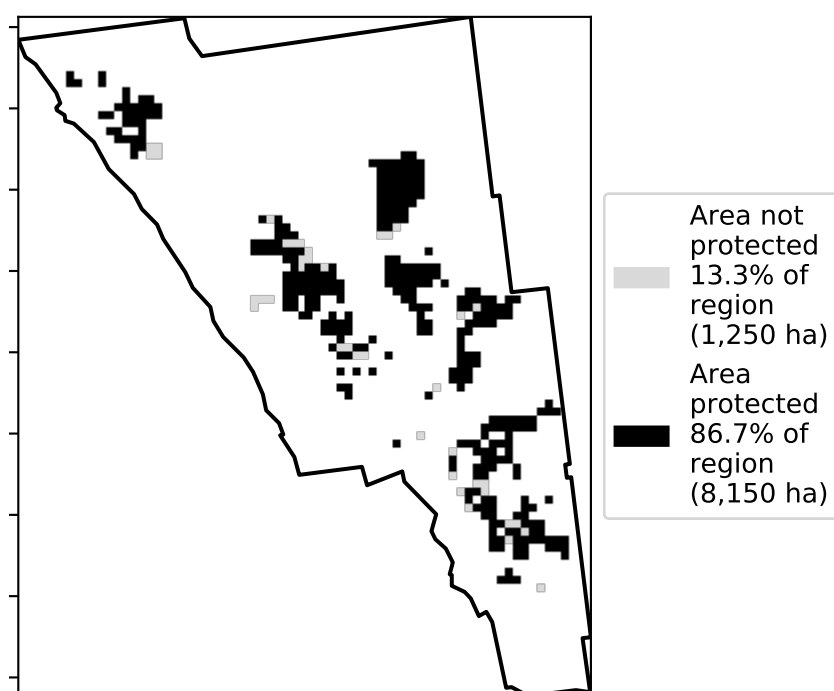 Area not
protected
13.3% of
region
(1,250 ha)
Area
protected
86.7% of
region
(8,150 ha)